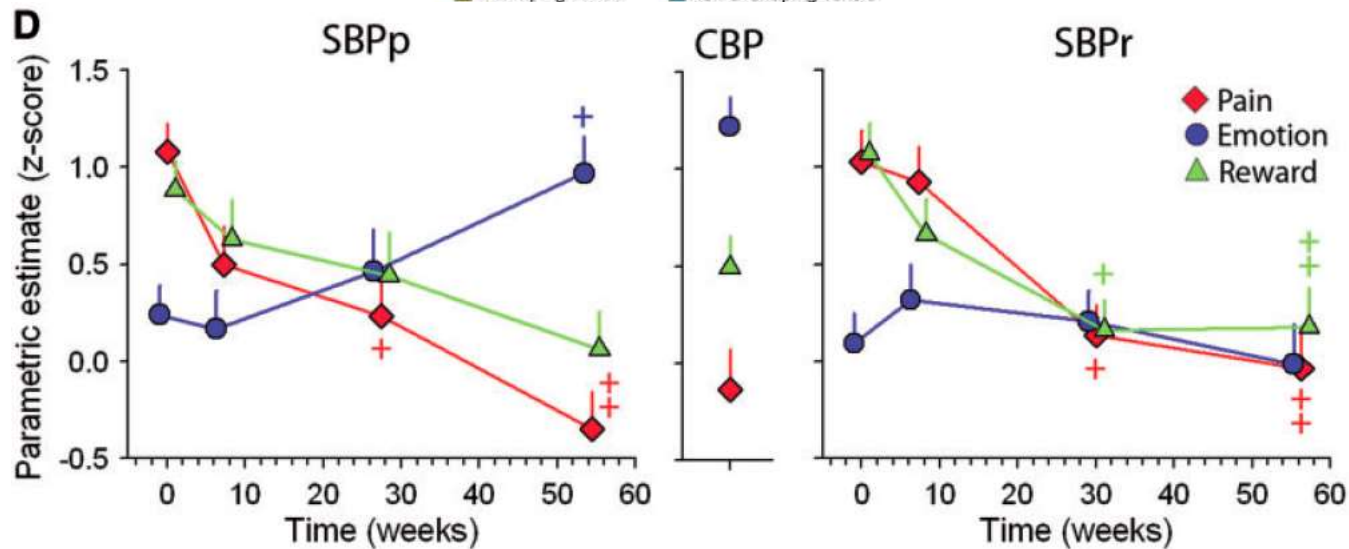 D
SBPp
CBP
SBPr
Parametric estimate (z-score)
1.5
1.0
0.5
0.0
-0.5
0 10 20 30 40 50 60
Time (weeks)
0 10 20 30 40 50 60
Time (weeks)
Pain
Emotion
Reward
+
+
+
+
+
+
+
+
+
+